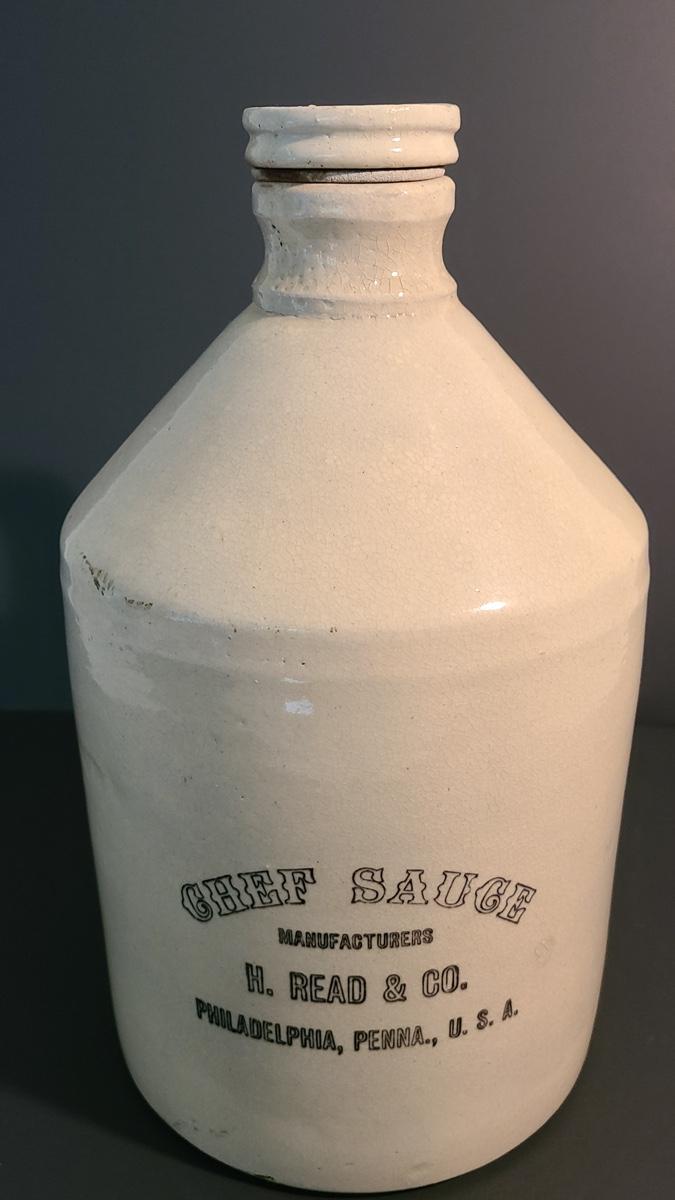 CHEF SAUCE
MANUFACTURERS
H. READ & CO.
PHILADELPHIA, PENNA., U. S. A.